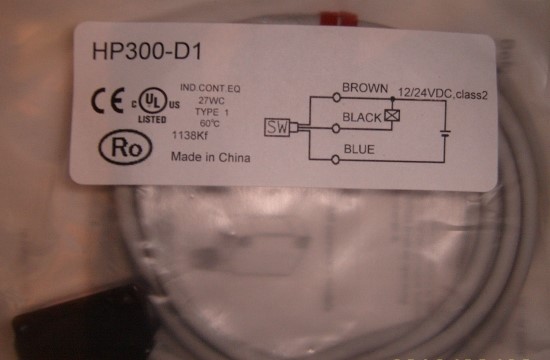 HP300-D1
CE
c UL US
LISTED
IND.CONT.EQ
27WC
TYPE 1
60℃
1138Kf
Ro
Made in China
BROWN
12/24VDC,class2
BLACK
SW
BLUE